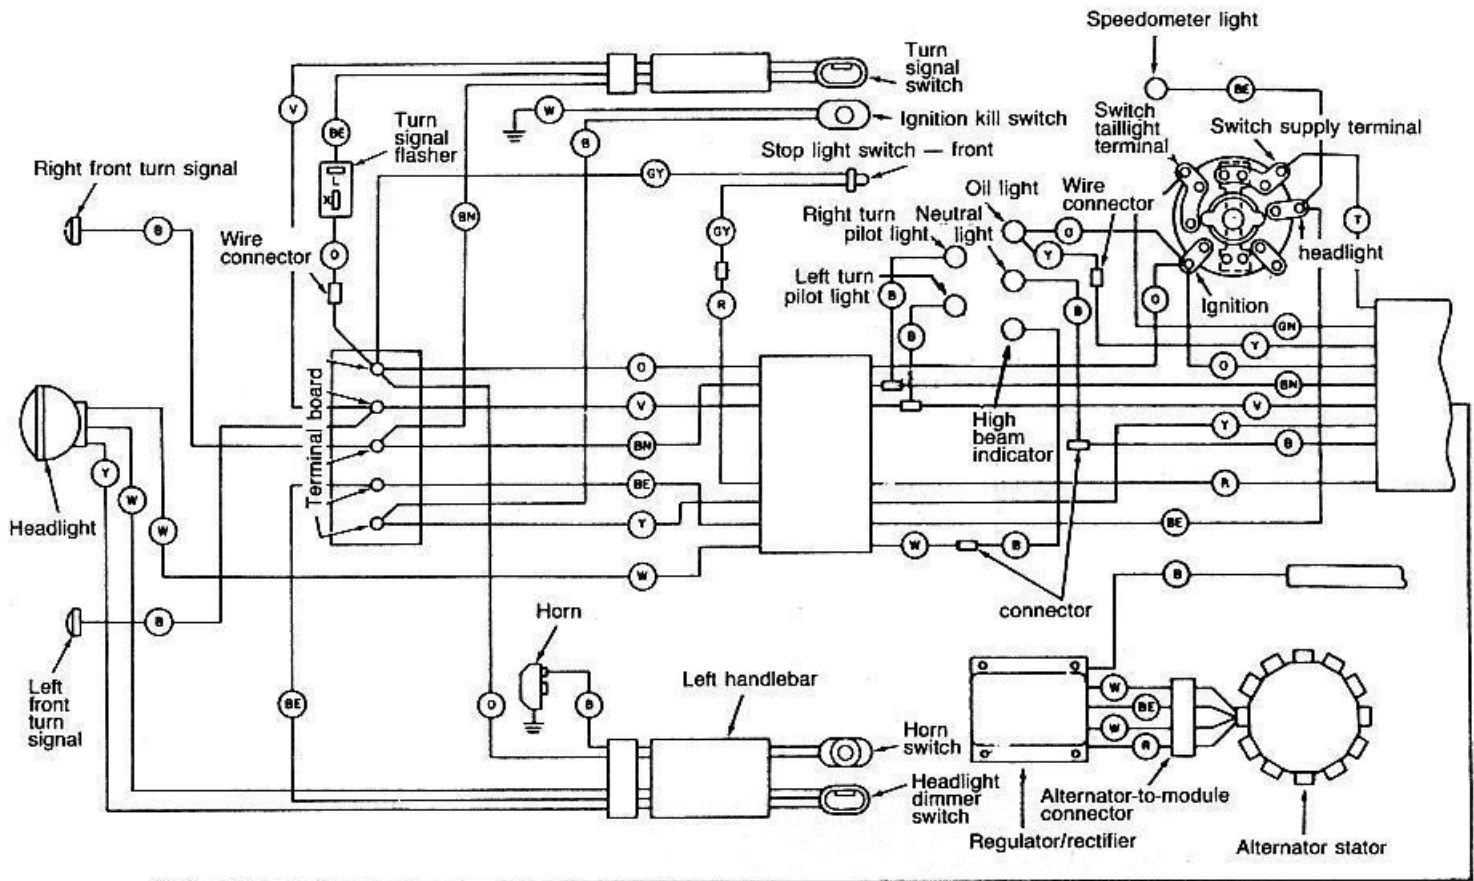 Speedometer light
BE
Turn
signal
switch
V
BE
W
Ignition kill switch
Switch
taillight
terminal
Switch supply terminal
Turn
signal
flasher
B
Stop light switch — front
Right front turn signal
L
X
GY
Oil light
Wire
connector
T
B
BN
GY
Right turn
pilot light
Neutral
light
O
Y
headlight
Wire
connector
O
Left turn
pilot light
B
O
Ignition
R
B
B
GN
Y
O
O
BN
Terminal board
V
V
Y
High
beam
indicator
BN
B
Y
W
BE
R
Headlight
W
Y
BE
W
B
W
B
connector
B
Horn
Left
front
turn
signal
BE
O
B
Left handlebar
W
BE
W
R
Horn
switch
Headlight
dimmer
switch
Alternator-to-module
connector
Regulator/rectifier
Alternator stator